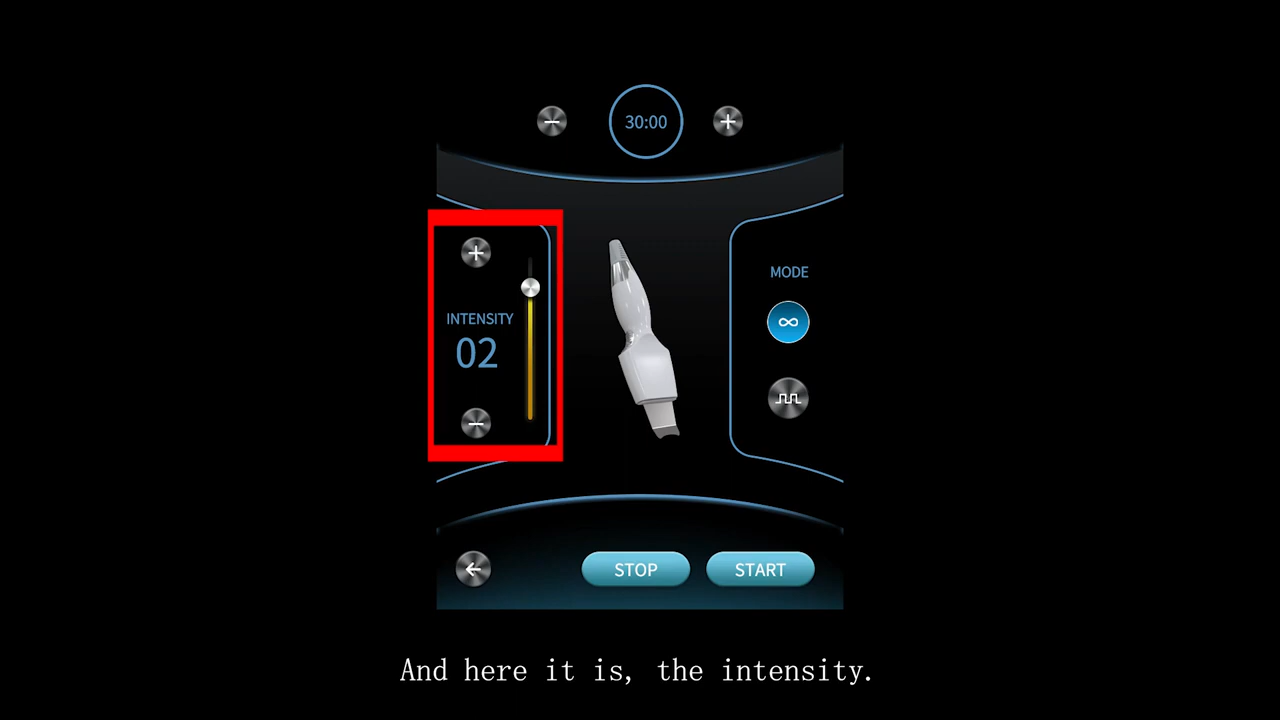 30:00
INTENSITY
02
MODE
STOP
START
And here it is, the intensity.